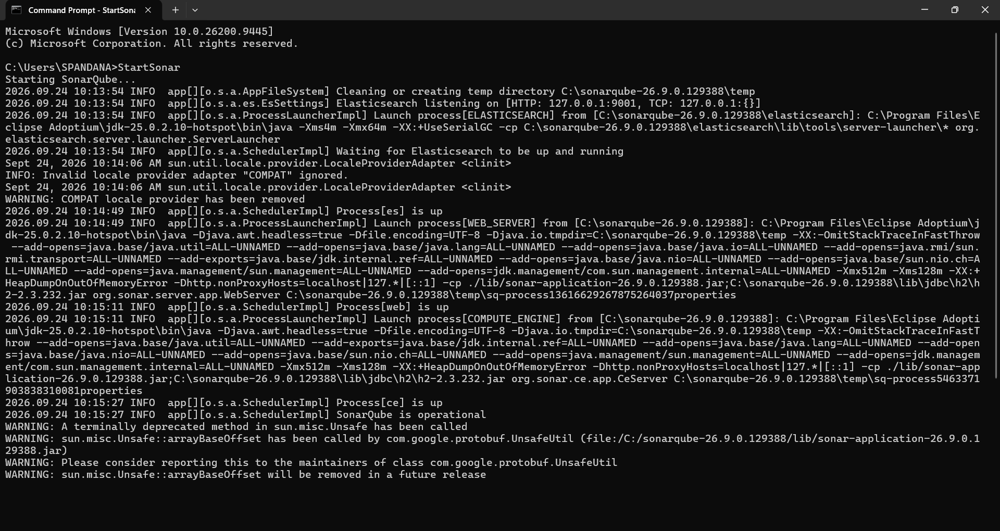 Command Prompt - StartSona
Microsoft Windows [Version 10.0.26200.9445]
(c) Microsoft Corporation. All rights reserved.
C:\Users\SPANDANA>StartSonar
Starting SonarQube...
2026.09.24 10:13:54 INFO  app[][o.s.a.AppFileSystem] Cleaning or creating temp directory C:\sonarqube-26.9.0.129388\temp
2026.09.24 10:13:54 INFO  app[][o.s.a.es.EsSettings] Elasticsearch listening on [HTTP: 127.0.0.1:9001, TCP: 127.0.0.1:{}]
2026.09.24 10:13:54 INFO  app[][o.s.a.ProcessLauncherImpl] Launch process[ELASTICSEARCH] from [C:\sonarqube-26.9.0.129388\elasticsearch]: C:\Program Files\E
clipse Adoptium\jdk-25.0.2.10-hotspot\bin\java -Xms4m -Xmx64m -XX:+UseSerialGC -cp C:\sonarqube-26.9.0.129388\elasticsearch\lib\tools\server-launcher\* org.
elasticsearch.server.launcher.ServerLauncher
2026.09.24 10:13:54 INFO  app[][o.s.a.SchedulerImpl] Waiting for Elasticsearch to be up and running
Sept 24, 2026 10:14:06 AM sun.util.locale.provider.LocaleProviderAdapter <clinit>
INFO: Invalid locale provider adapter "COMPAT" ignored.
Sept 24, 2026 10:14:06 AM sun.util.locale.provider.LocaleProviderAdapter <clinit>
WARNING: COMPAT locale provider has been removed
2026.09.24 10:14:49 INFO  app[][o.s.a.SchedulerImpl] Process[es] is up
2026.09.24 10:14:49 INFO  app[][o.s.a.ProcessLauncherImpl] Launch process[WEB_SERVER] from [C:\sonarqube-26.9.0.129388]: C:\Program Files\Eclipse Adoptium\j
dk-25.0.2.10-hotspot\bin\java -Djava.awt.headless=true -Dfile.encoding=UTF-8 -Djava.io.tmpdir=C:\sonarqube-26.9.0.129388\temp -XX:-OmitStackTraceInFastThrow
 --add-opens=java.base/java.util=ALL-UNNAMED --add-opens=java.base/java.lang=ALL-UNNAMED --add-opens=java.base/java.io=ALL-UNNAMED --add-opens=java.rmi/sun.
rmi.transport=ALL-UNNAMED --add-exports=java.base/jdk.internal.ref=ALL-UNNAMED --add-opens=java.base/java.nio=ALL-UNNAMED --add-opens=java.base/sun.nio.ch=A
LL-UNNAMED --add-opens=java.management/sun.management=ALL-UNNAMED --add-opens=jdk.management/com.sun.management.internal=ALL-UNNAMED -Xmx512m -Xms128m -XX:+
HeapDumpOnOutOfMemoryError -Dhttp.nonProxyHosts=localhost|127.*|[::1] -cp ./lib/sonar-application-26.9.0.129388.jar;C:\sonarqube-26.9.0.129388\lib\jdbc\h2\h
2-2.3.232.jar org.sonar.server.app.WebServer C:\sonarqube-26.9.0.129388\temp\sq-process13616629267875264037properties
2026.09.24 10:15:11 INFO  app[][o.s.a.SchedulerImpl] Process[web] is up
2026.09.24 10:15:11 INFO  app[][o.s.a.ProcessLauncherImpl] Launch process[COMPUTE_ENGINE] from [C:\sonarqube-26.9.0.129388]: C:\Program Files\Eclipse Adopti
um\jdk-25.0.2.10-hotspot\bin\java -Djava.awt.headless=true -Dfile.encoding=UTF-8 -Djava.io.tmpdir=C:\sonarqube-26.9.0.129388\temp -XX:-OmitStackTraceInFastT
hrow --add-opens=java.base/java.util=ALL-UNNAMED --add-exports=java.base/jdk.internal.ref=ALL-UNNAMED --add-opens=java.base/java.lang=ALL-UNNAMED --add-open
s=java.base/java.nio=ALL-UNNAMED --add-opens=java.base/sun.nio.ch=ALL-UNNAMED --add-opens=java.management/sun.management=ALL-UNNAMED --add-opens=jdk.managem
ent/com.sun.management.internal=ALL-UNNAMED -Xmx512m -Xms128m -XX:+HeapDumpOnOutOfMemoryError -Dhttp.nonProxyHosts=localhost|127.*|[::1] -cp ./lib/sonar-app
lication-26.9.0.129388.jar;C:\sonarqube-26.9.0.129388\lib\jdbc\h2\h2-2.3.232.jar org.sonar.ce.app.CeServer C:\sonarqube-26.9.0.129388\temp\sq-process5463371
903838310081properties
2026.09.24 10:15:27 INFO  app[][o.s.a.SchedulerImpl] Process[ce] is up
2026.09.24 10:15:27 INFO  app[][o.s.a.SchedulerImpl] SonarQube is operational
WARNING: A terminally deprecated method in sun.misc.Unsafe has been called
WARNING: sun.misc.Unsafe::arrayBaseOffset has been called by com.google.protobuf.UnsafeUtil (file:/C:/sonarqube-26.9.0.129388/lib/sonar-application-26.9.0.1
29388.jar)
WARNING: Please consider reporting this to the maintainers of class com.google.protobuf.UnsafeUtil
WARNING: sun.misc.Unsafe::arrayBaseOffset will be removed in a future release